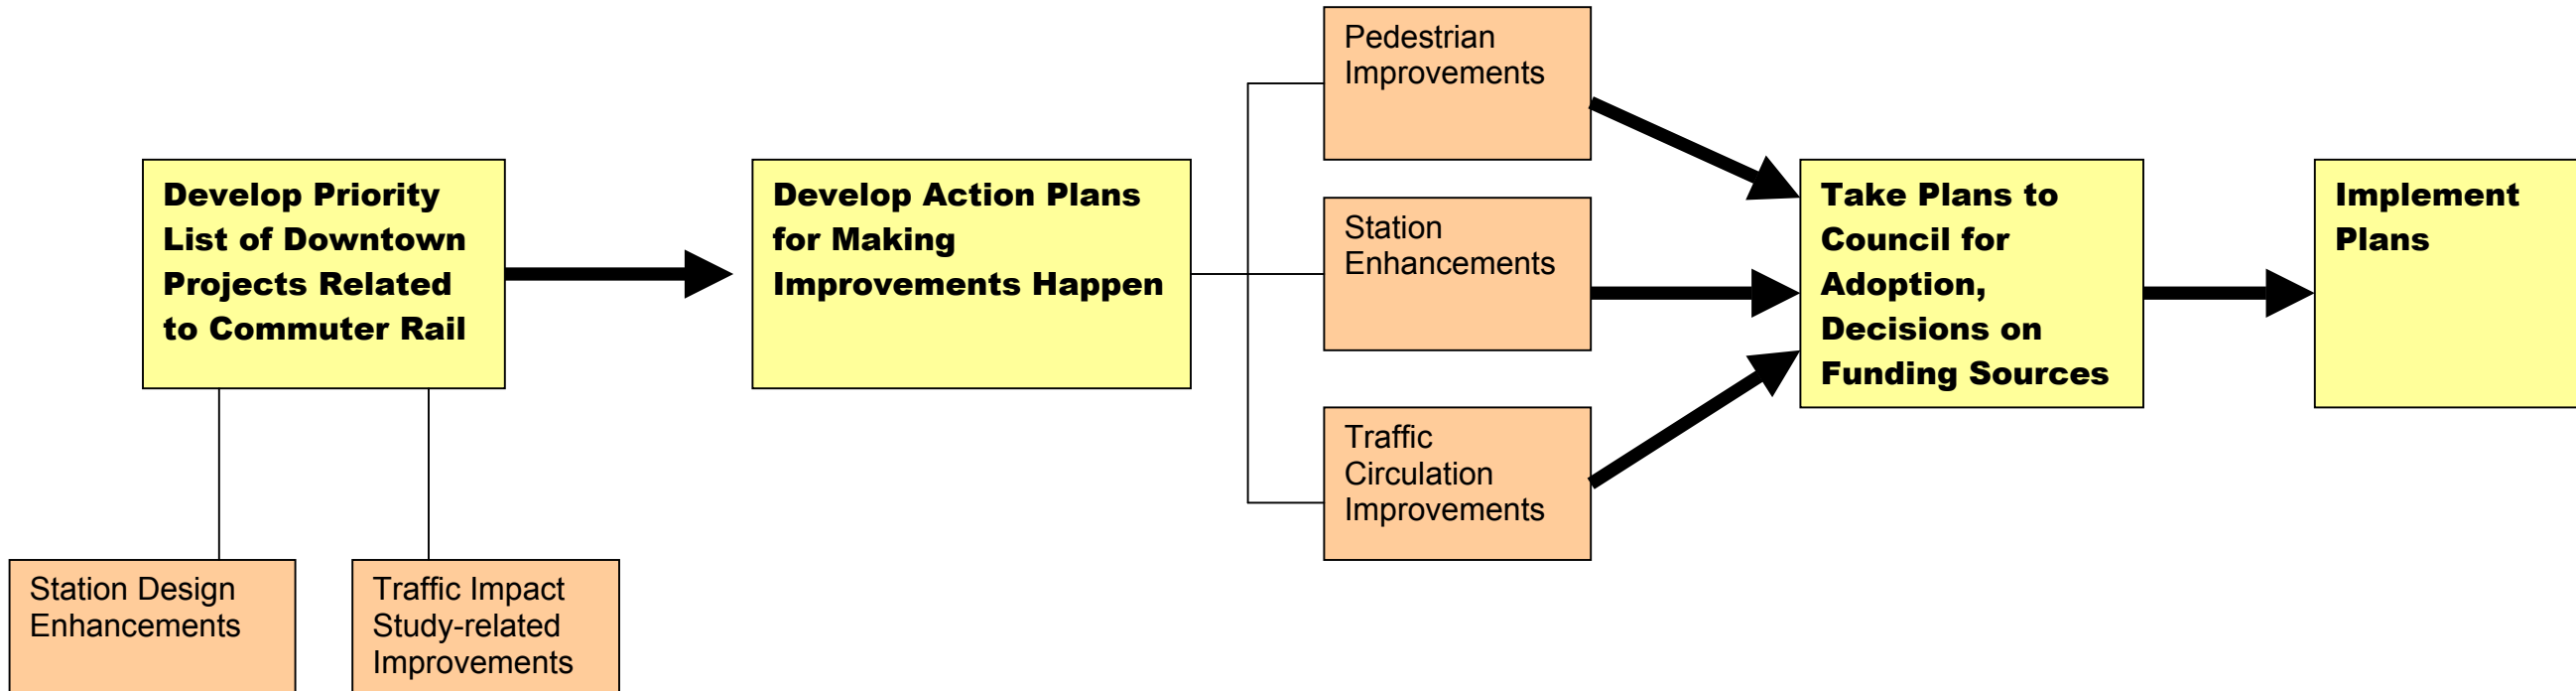 Pedestrian
Improvements
Develop Priority
List of Downtown
Projects Related
to Commuter Rail
Develop Action Plans
for Making
Improvements Happen
Station
Enhancements
Take Plans to
Council for
Adoption,
Decisions on
Funding Sources
Implement
Plans
Traffic
Circulation
Improvements
Station Design
Enhancements
Traffic Impact
Study-related
Improvements